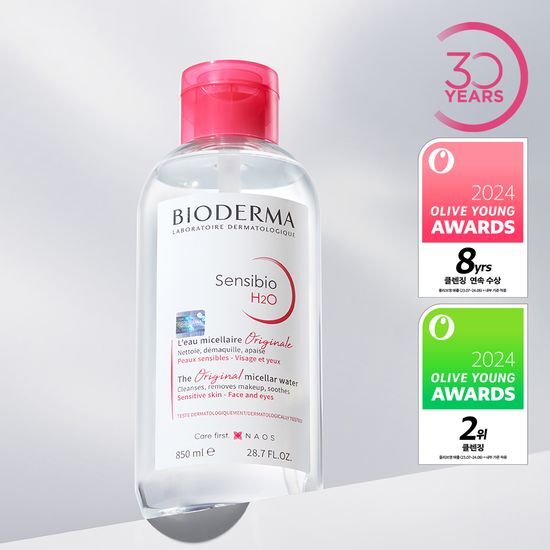 30
YEARS
BIODERMA
LABORATOIRE DERMATOLOGIQUE
Sensibio
H2O
L'eau micellaire Originale
Nettoie, démaquille, apaise
Peaux sensibles - Visage et yeux
The Original micellar water
Cleanses, removes makeup, soothes
Sensitive skin - Face and eyes
TESTÉ DERMATOLOGIQUEMENT/DERMATOLOGICALLY TESTED
Care first. NAOS
850 ml e 28.7 FL.OZ.
2024
OLIVE YOUNG
AWARDS
8yrs
클렌징 연속 수상
2024
OLIVE YOUNG
AWARDS
2위
클렌징